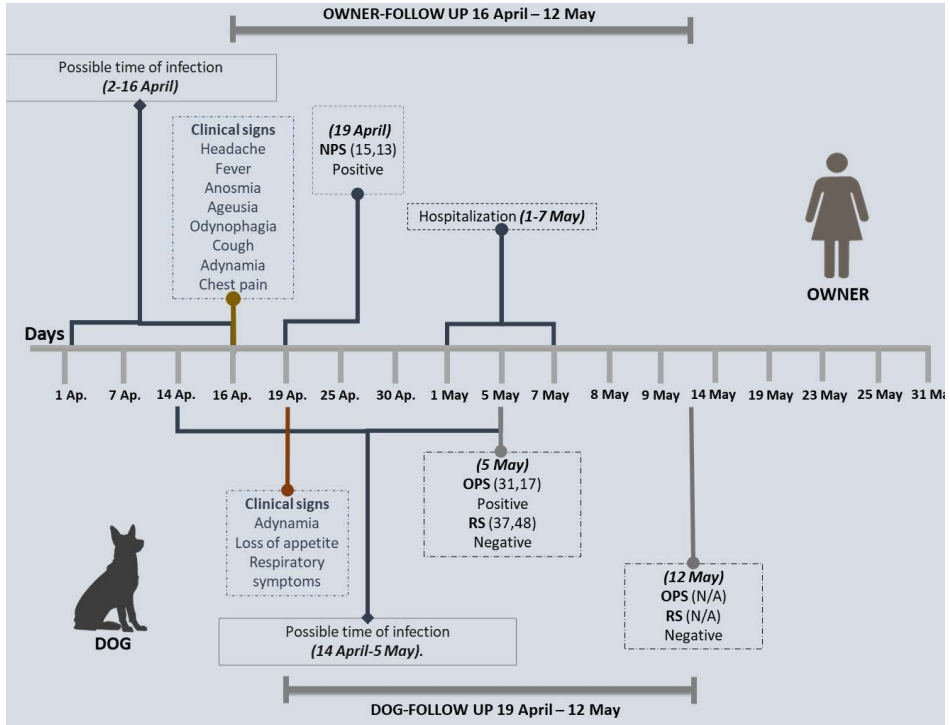 OWNER-FOLLOW UP 16 April – 12 May
Possible time of infection
(2-16 April)
Clinical signs
Headache
Fever
Anosmia
Ageusia
Odynophagia
Cough
Adynamia
Chest pain
(19 April)
NPS (15,13)
Positive
Hospitalization (1-7 May)
OWNER
Days
1 Ap. 7 Ap. 14 Ap. 16 Ap. 19 Ap. 25 Ap. 30 Ap. 1 May 5 May 7 May 8 May 9 May 14 May 19 May 23 May 25 May 31 Ma
Clinical signs
Adynamia
Loss of appetite
Respiratory
symptoms
(5 May)
OPS (31,17)
Positive
RS (37,48)
Negative
(12 May)
OPS (N/A)
RS (N/A)
Negative
DOG
Possible time of infection
(14 April-5 May).
DOG-FOLLOW UP 19 April – 12 May